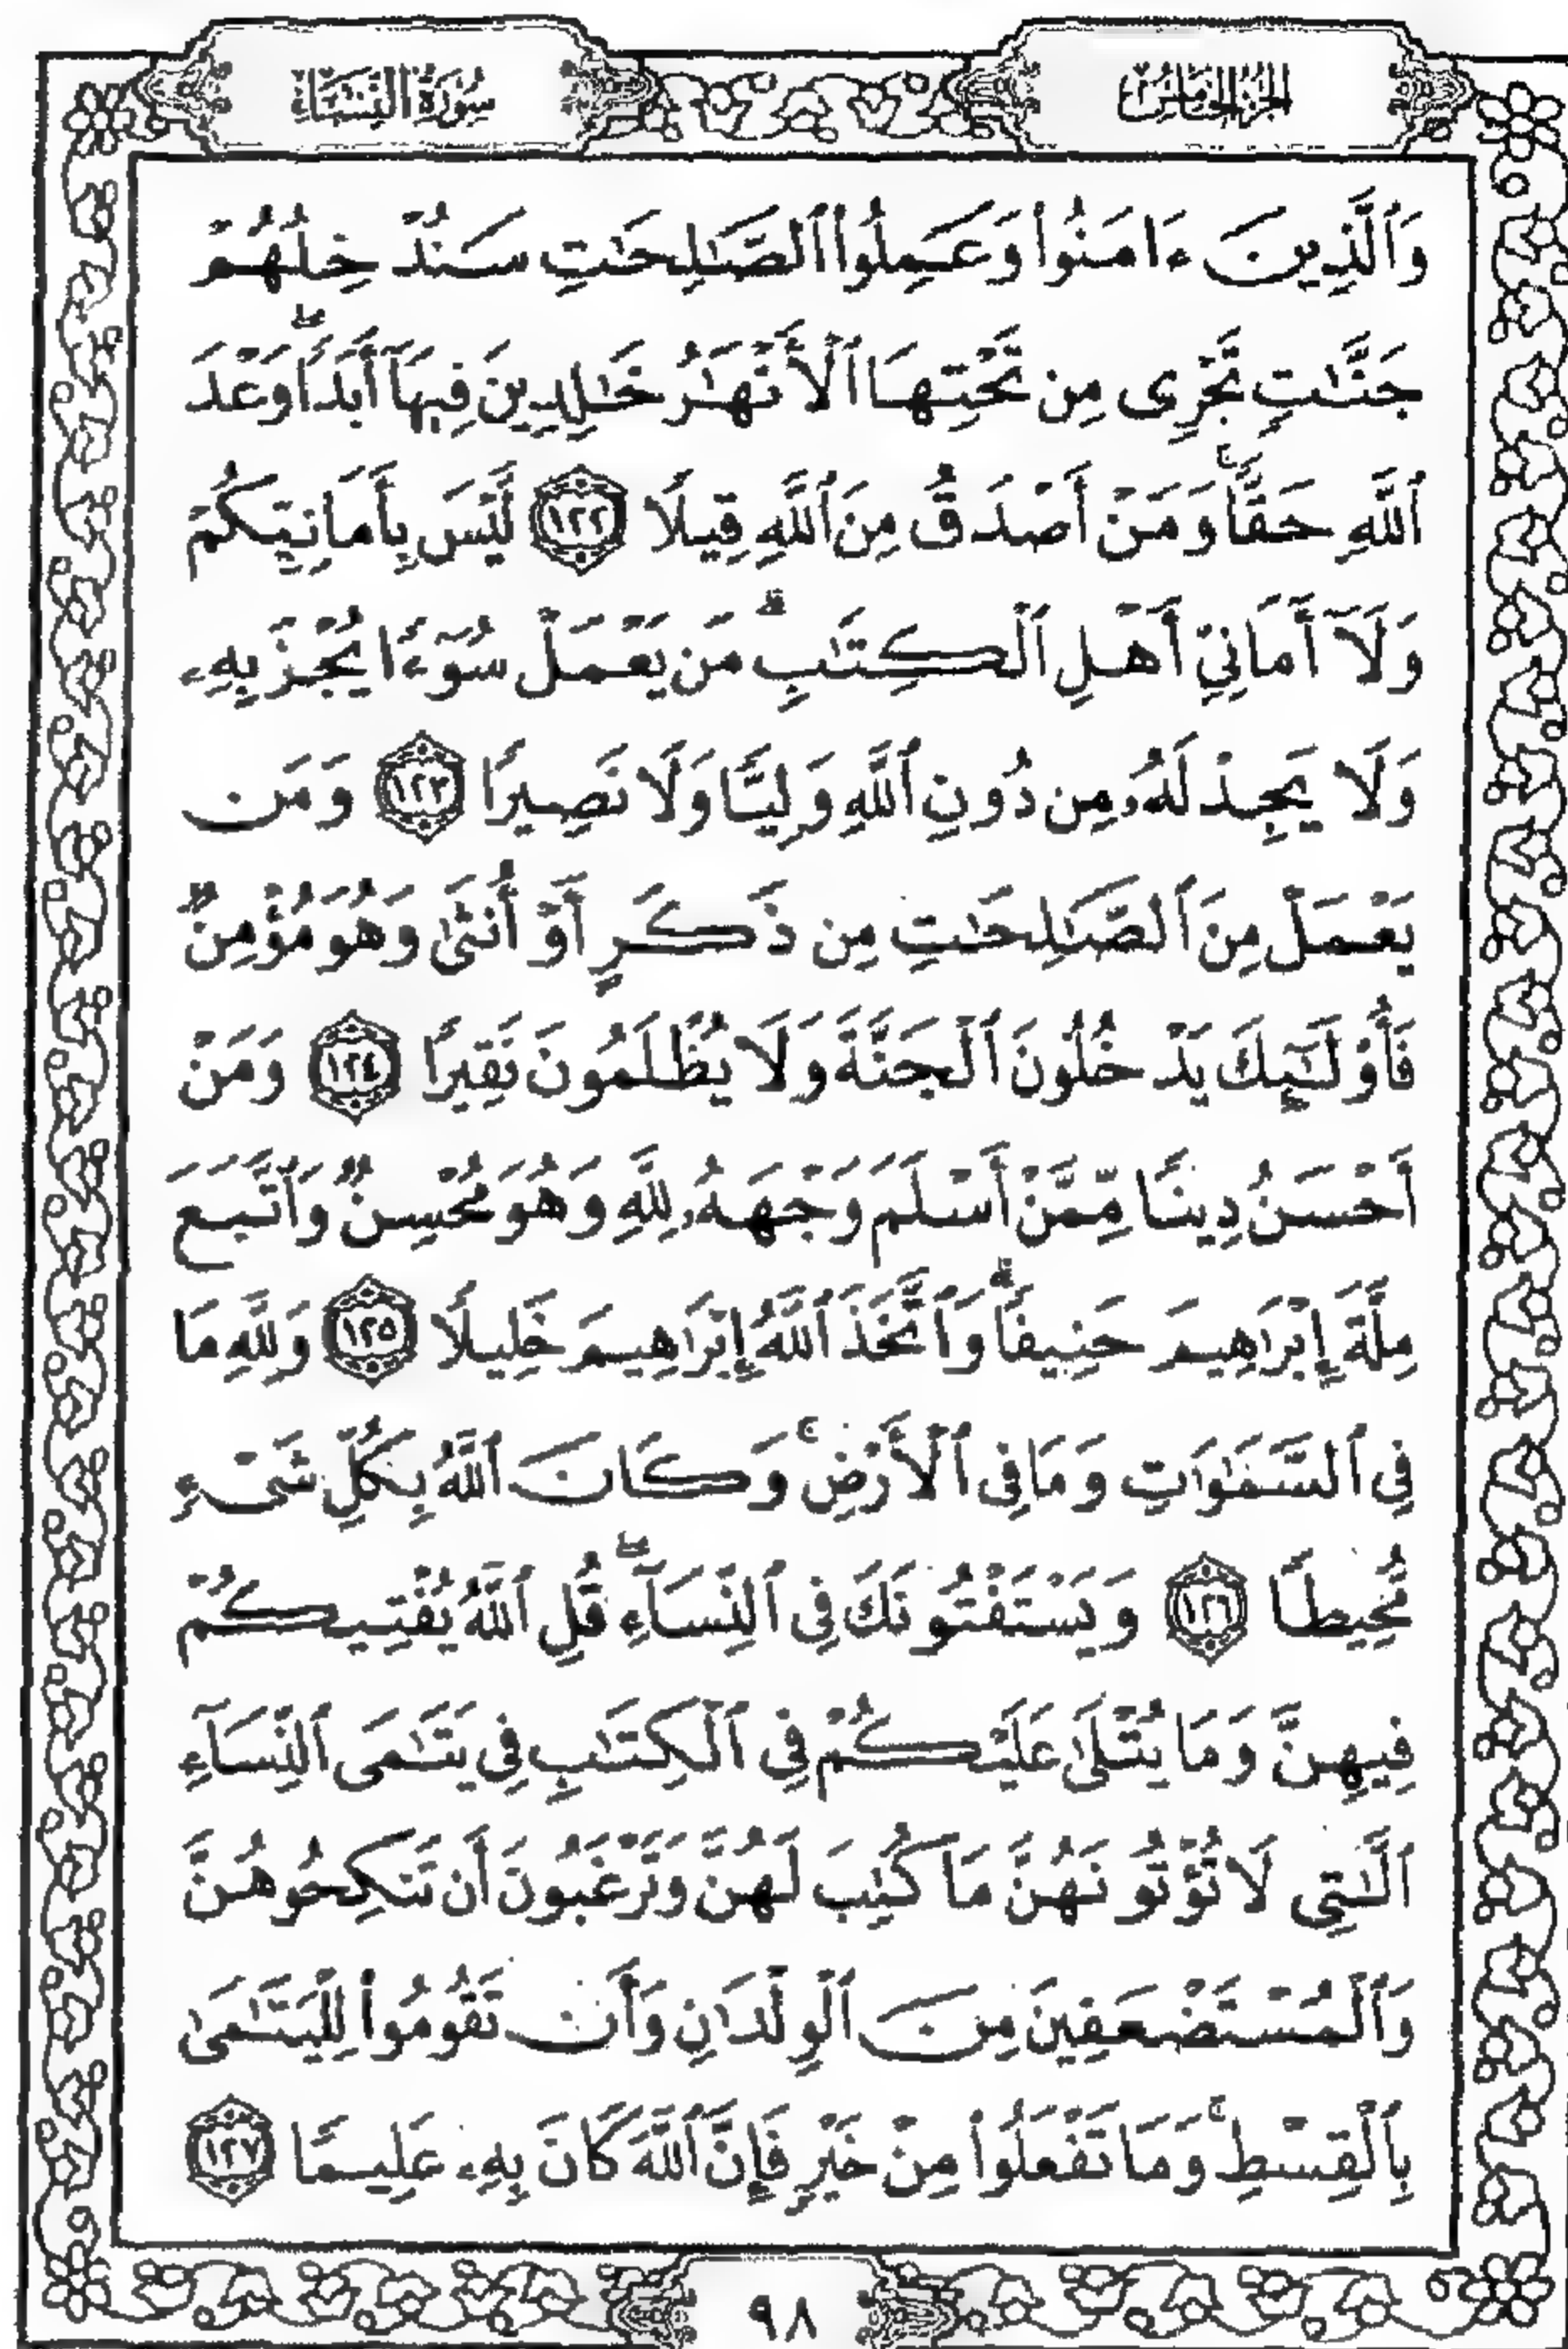 الجزء الخامس
سورة النساء
وَٱلَّذِينَ ءَامَنُوا۟ وَعَمِلُوا۟ ٱلصَّٰلِحَٰتِ سَنُدْخِلُهُمْ
جَنَّٰتٍ تَجْرِى مِن تَحْتِهَا ٱلْأَنْهَٰرُ خَٰلِدِينَ فِيهَآ أَبَدًۭا ۖ وَعْدَ
ٱللَّهِ حَقًّۭا ۚ وَمَنْ أَصْدَقُ مِنَ ٱللَّهِ قِيلًۭا ١٢٢ لَّيْسَ بِأَمَانِيِّكُمْ
وَلَآ أَمَانِىِّ أَهْلِ ٱلْكِتَٰبِ ۗ مَن يَعْمَلْ سُوٓءًۭا يُجْزَ بِهِۦ
وَلَا يَجِدْ لَهُۥ مِن دُونِ ٱللَّهِ وَلِيًّۭا وَلَا نَصِيرًۭا ١٢٣ وَمَن
يَعْمَلْ مِنَ ٱلصَّٰلِحَٰتِ مِن ذَكَرٍ أَوْ أُنثَىٰ وَهُوَ مُؤْمِنٌۭ
فَأُو۟لَٰٓئِكَ يَدْخُلُونَ ٱلْجَنَّةَ وَلَا يُظْلَمُونَ نَقِيرًۭا ١٢٤ وَمَنْ
أَحْسَنُ دِينًۭا مِّمَّنْ أَسْلَمَ وَجْهَهُۥ لِلَّهِ وَهُوَ مُحْسِنٌۭ وَٱتَّبَعَ
مِلَّةَ إِبْرَٰهِيمَ حَنِيفًۭا ۗ وَٱتَّخَذَ ٱللَّهُ إِبْرَٰهِيمَ خَلِيلًۭا ١٢٥ وَلِلَّهِ مَا
فِى ٱلسَّمَٰوَٰتِ وَمَا فِى ٱلْأَرْضِ ۚ وَكَانَ ٱللَّهُ بِكُلِّ شَىْءٍۢ
مُّحِيطًۭا ١٢٦ وَيَسْتَفْتُونَكَ فِى ٱلنِّسَآءِ ۖ قُلِ ٱللَّهُ يُفْتِيكُمْ
فِيهِنَّ وَمَا يُتْلَىٰ عَلَيْكُمْ فِى ٱلْكِتَٰبِ فِى يَتَٰمَى ٱلنِّسَآءِ
ٱلَّٰتِى لَا تُؤْتُونَهُنَّ مَا كُتِبَ لَهُنَّ وَتَرْغَبُونَ أَن تَنكِحُوهُنَّ
وَٱلْمُسْتَضْعَفِينَ مِنَ ٱلْوِلْدَٰنِ وَأَن تَقُومُوا۟ لِلْيَتَٰمَىٰ
بِٱلْقِسْطِ ۚ وَمَا تَفْعَلُوا۟ مِنْ خَيْرٍۢ فَإِنَّ ٱللَّهَ كَانَ بِهِۦ عَلِيمًۭا ١٢٧
٩٨